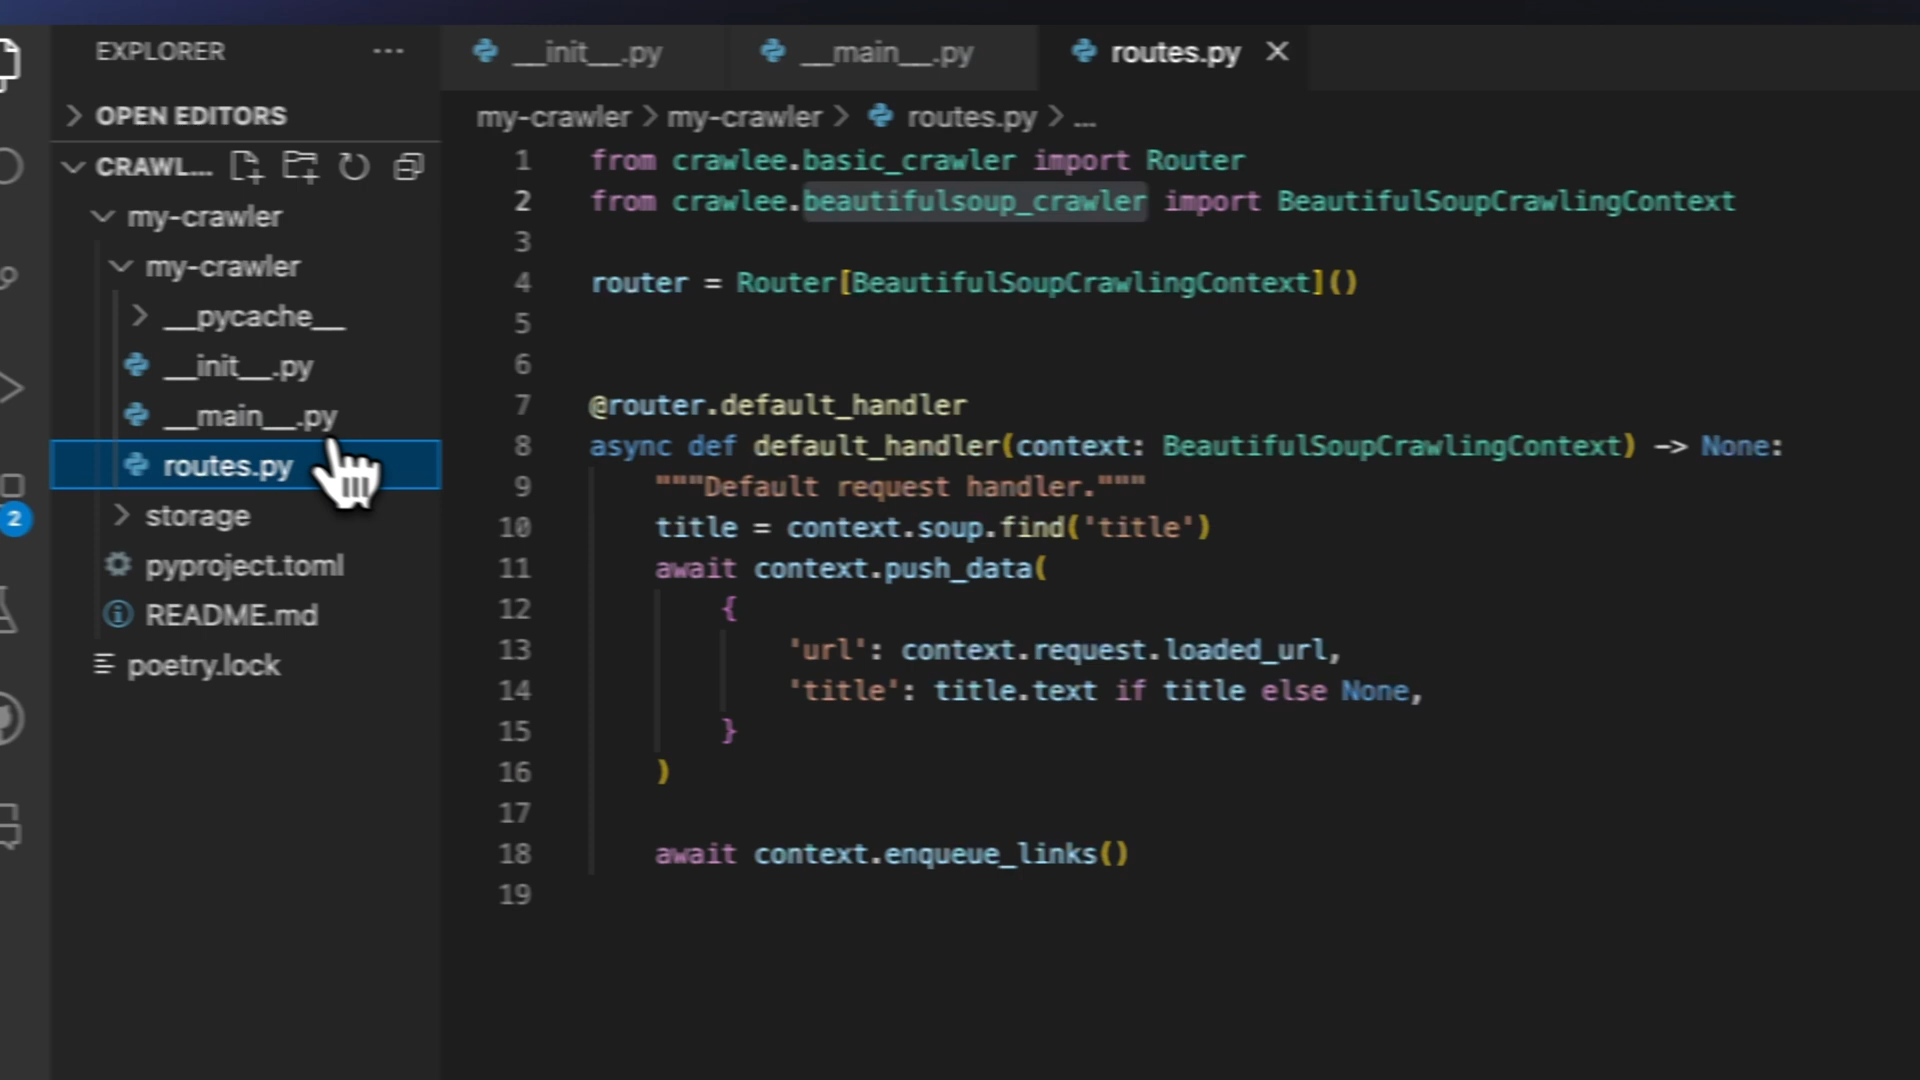 EXPLORER ...
OPEN EDITORS
CRAWL...
my-crawler
my-crawler
__pycache__
__init__.py
__main__.py
routes.py
storage
pyproject.toml
README.md
poetry.lock
2
__init__.py __main__.py routes.py
my-crawler > my-crawler > routes.py > ...
1 from crawlee.basic_crawler import Router
2 from crawlee.beautifulsoup_crawler import BeautifulSoupCrawlingContext
3
4 router = Router[BeautifulSoupCrawlingContext]()
5
6
7 @router.default_handler
8 async def default_handler(context: BeautifulSoupCrawlingContext) -> None:
9     """Default request handler."""
10     title = context.soup.find('title')
11     await context.push_data(
12         {
13             'url': context.request.loaded_url,
14             'title': title.text if title else None,
15         }
16     )
17
18     await context.enqueue_links()
19